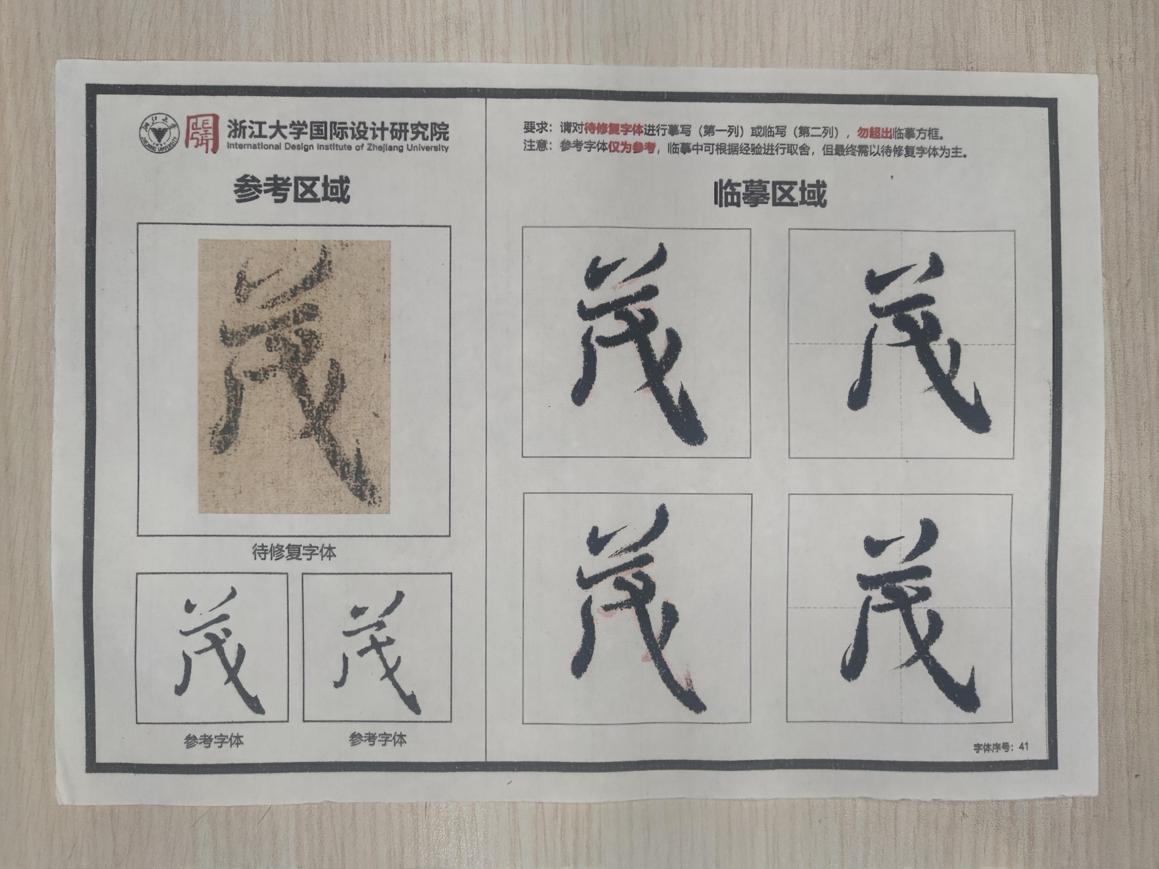 浙江大学国际设计研究院
International Design Institute of Zhejiang University
参考区域
茂
待修复字体
茂
茂
参考字体
参考字体
要求：请对待修复字体进行摹写（第一列）或临写（第二列），勿超出临摹方框。
注意：参考字体仅为参考，临摹中可根据经验进行取舍，但最终需以待修复字体为主。
临摹区域
茂
茂
茂
茂
字体序号：41